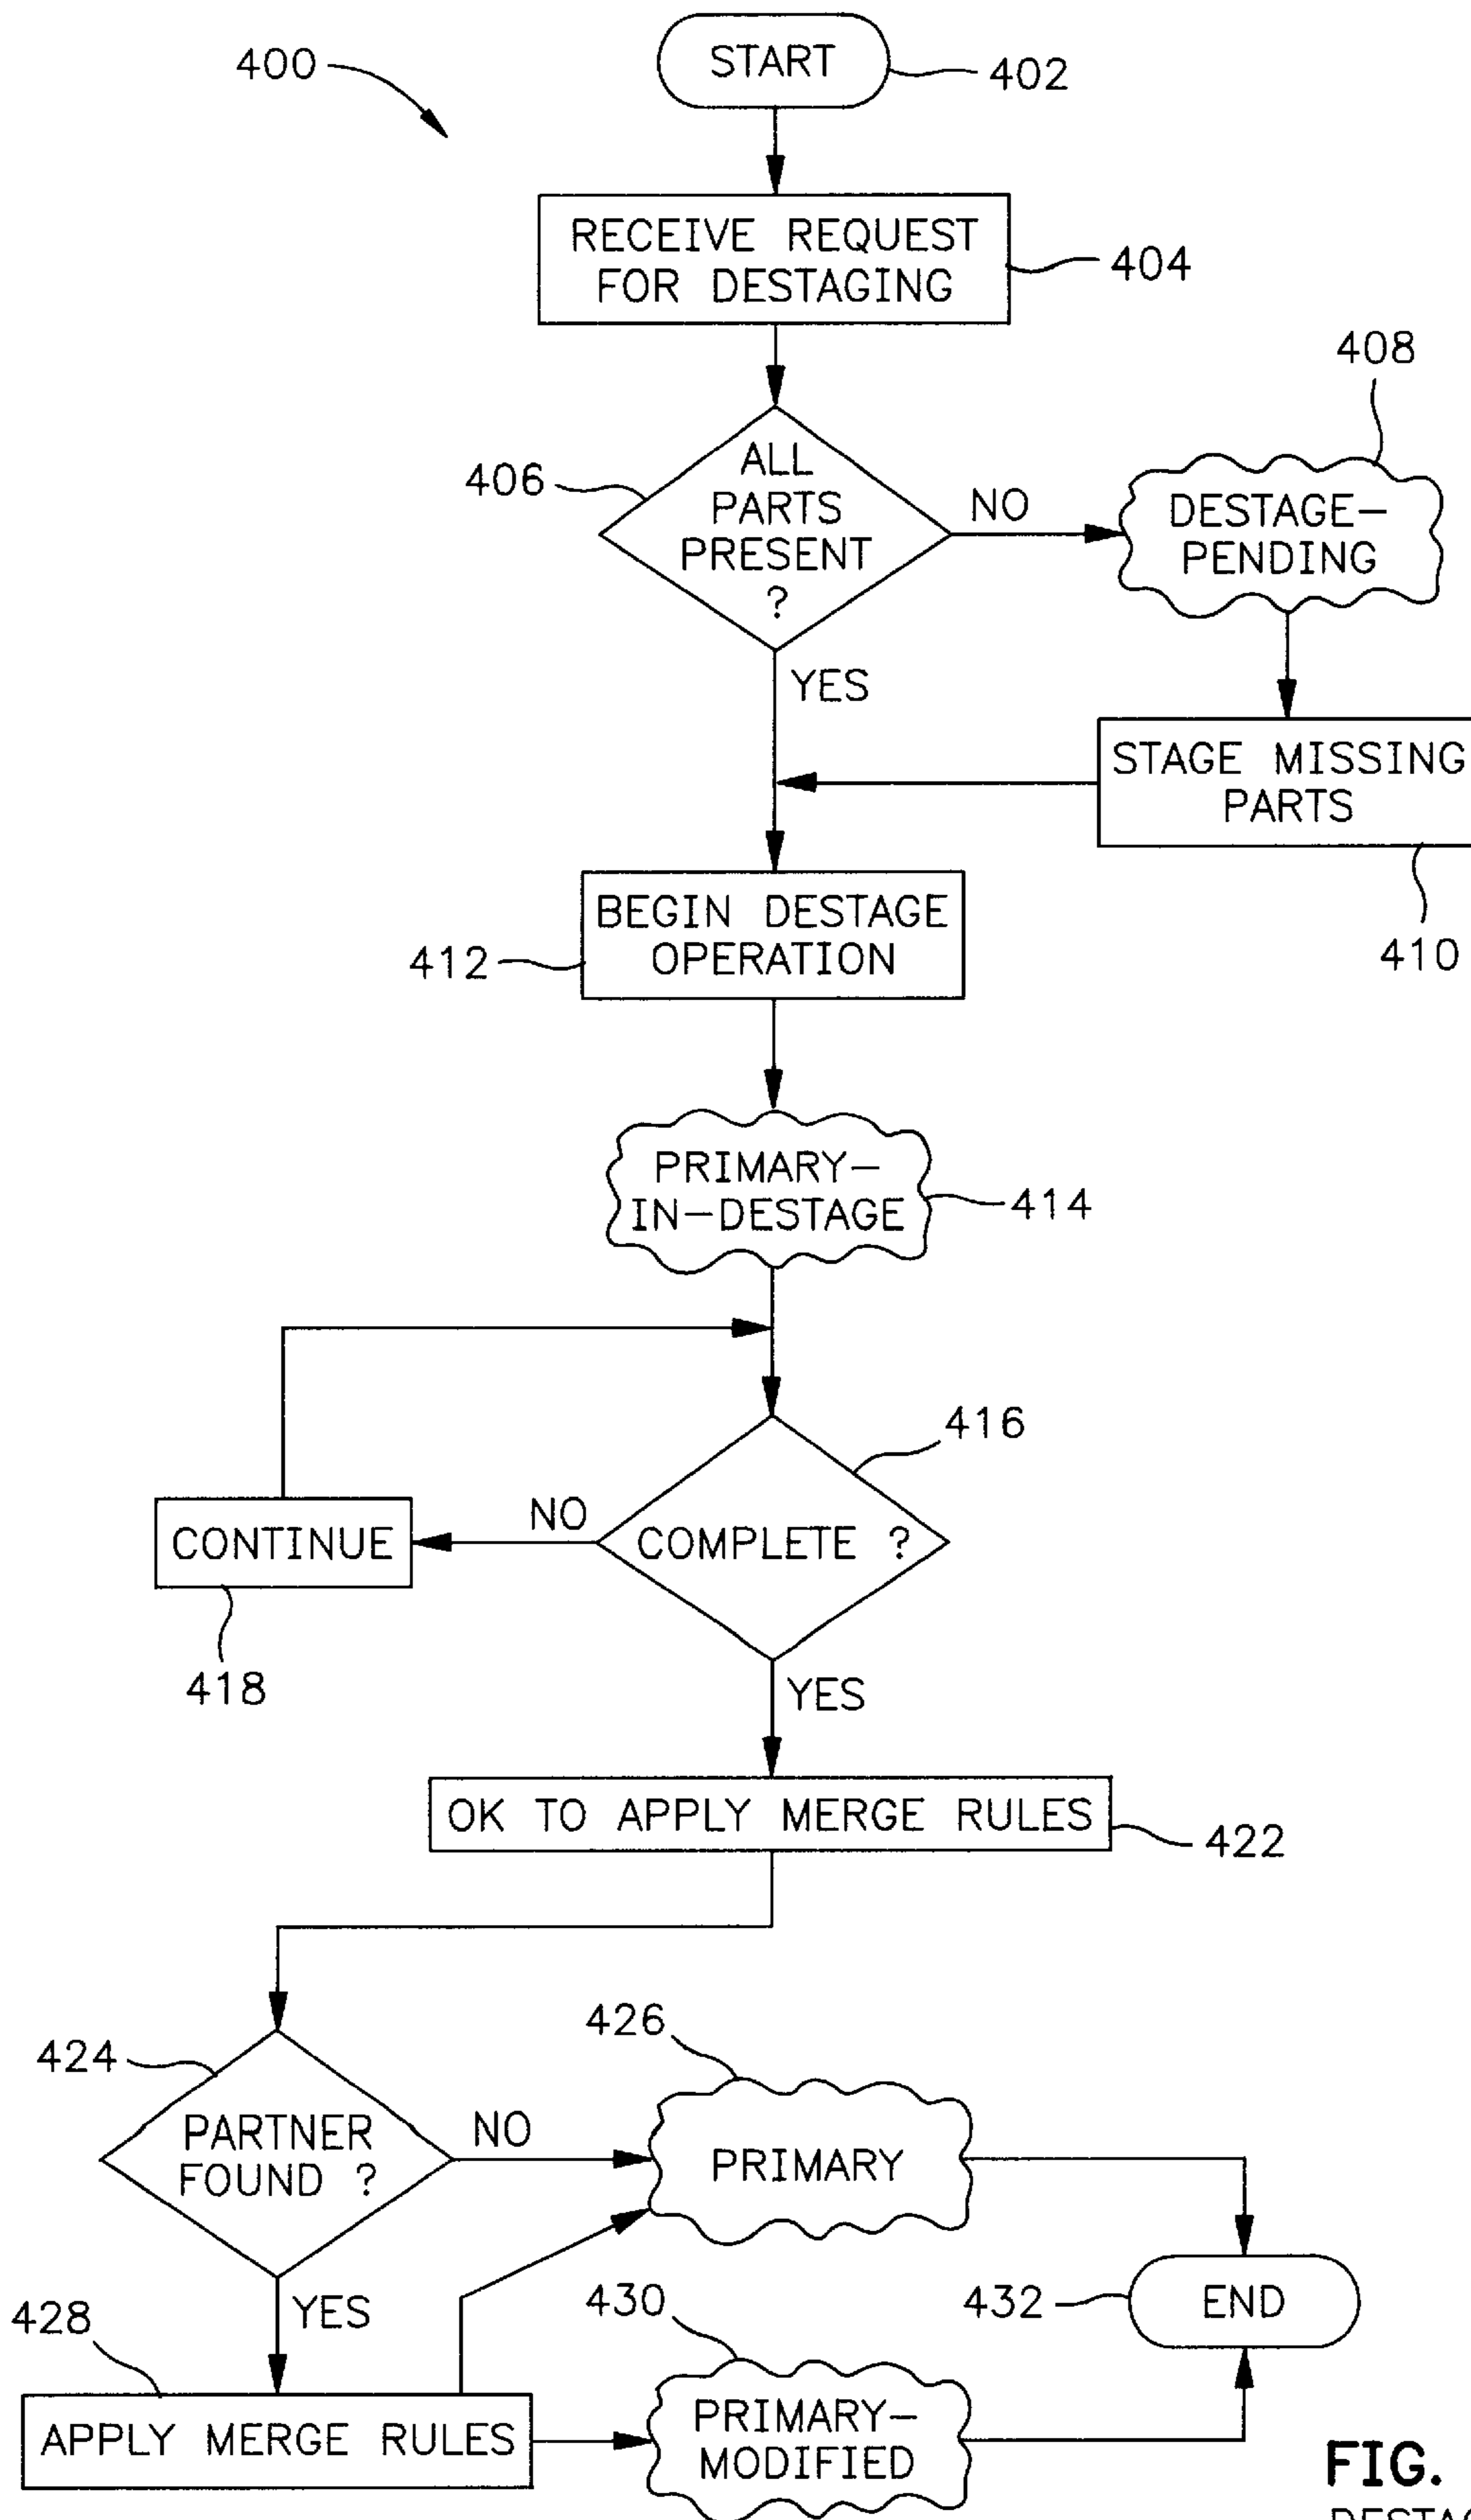 400
START
402
RECEIVE REQUEST
FOR DESTAGING
404
408
406
ALL
PARTS
PRESENT
?
NO
DESTAGE-
PENDING
YES
STAGE MISSING
PARTS
410
BEGIN DESTAGE
OPERATION
412
PRIMARY-
IN-DESTAGE
414
416
COMPLETE ?
NO
CONTINUE
418
YES
OK TO APPLY MERGE RULES
422
424
PARTNER
FOUND ?
NO
426
PRIMARY
YES
428
APPLY MERGE RULES
430
PRIMARY-
MODIFIED
432
END
FIG.